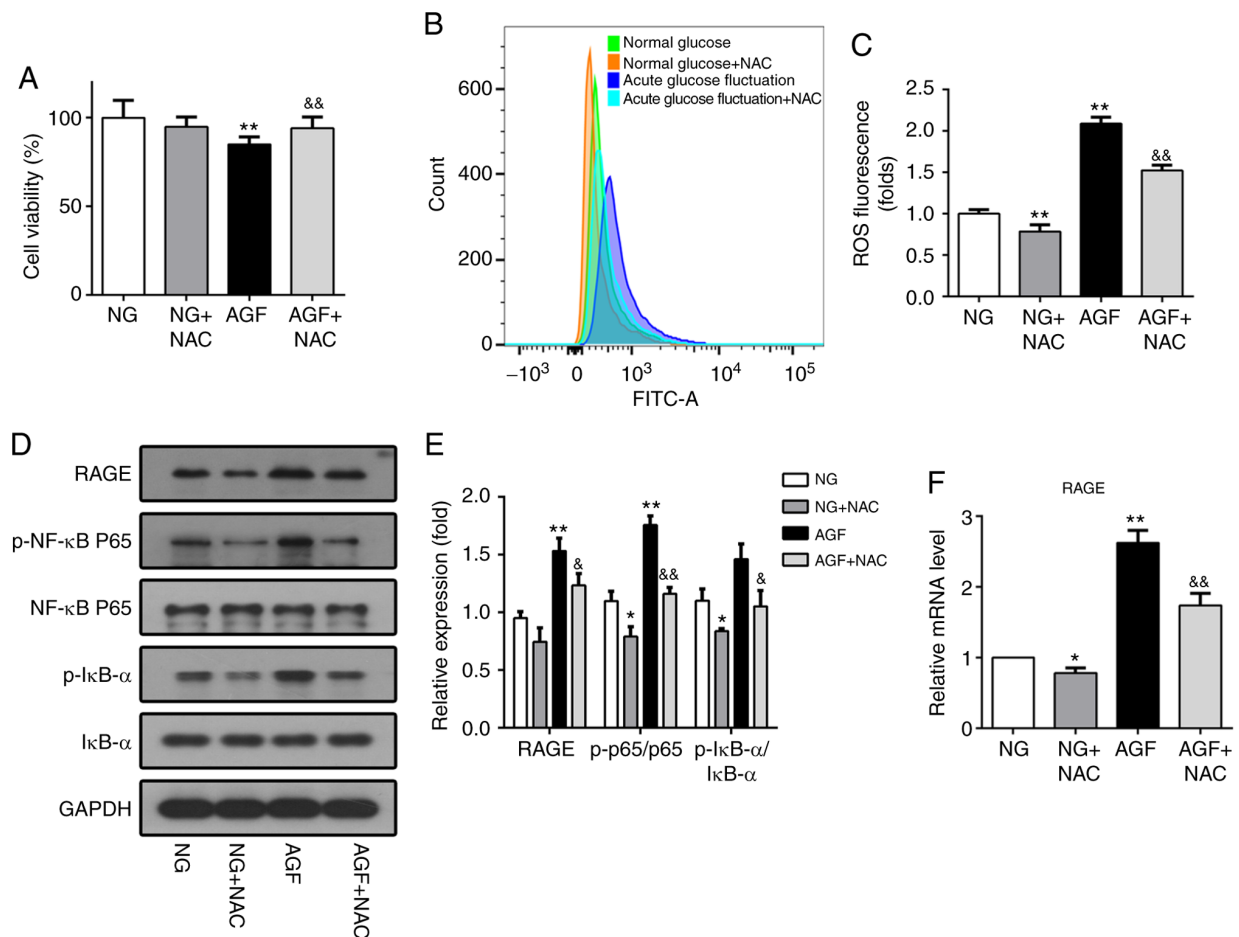 A
Cell viability (%)
100
50
0
&&
**
NG
NG+
NAC
AGF
AGF+
NAC
B
Count
600
400
200
0
Normal glucose
Normal glucose+NAC
Acute glucose fluctuation
Acute glucose fluctuation+NAC
−10³
0
10³
10⁴
10⁵
FITC-A
C
ROS fluorescence
(folds)
2.5
2.0
1.5
1.0
0.5
0.0
**
**
&&
NG
NG+
NAC
AGF
AGF+
NAC
D
RAGE
p-NF-κB P65
NF-κB P65
p-IκB-α
IκB-α
GAPDH
NG
NG+NAC
AGF
AGF+NAC
E
Relative expression (fold)
2.0
1.5
1.0
0.5
0.0
**
&
*
**
&&
*
&
RAGE
p-p65/p65
p-IκB-α/
IκB-α
NG
NG+NAC
AGF
AGF+NAC
F
RAGE
Relative mRNA level
3
2
1
0
*
**
&&
NG
NG+
NAC
AGF
AGF+
NAC